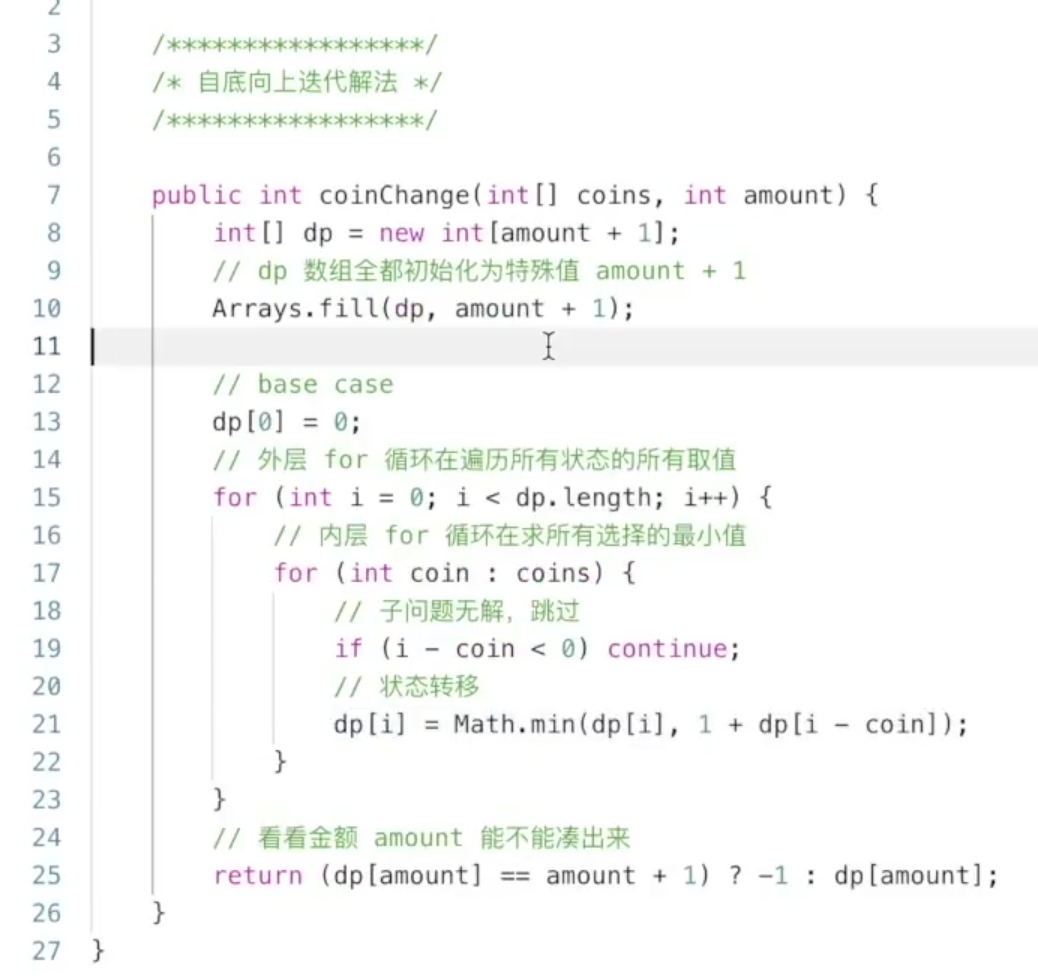 2
3 /*****************/
4 /* 自底向上迭代解法 */
5 /*****************/
6
7 public int coinChange(int[] coins, int amount) {
8 int[] dp = new int[amount + 1];
9 // dp 数组全都初始化为特殊值 amount + 1
10 Arrays.fill(dp, amount + 1);
11
12 // base case
13 dp[0] = 0;
14 // 外层 for 循环在遍历所有状态的所有取值
15 for (int i = 0; i < dp.length; i++) {
16 // 内层 for 循环在求所有选择的最小值
17 for (int coin : coins) {
18 // 子问题无解，跳过
19 if (i - coin < 0) continue;
20 // 状态转移
21 dp[i] = Math.min(dp[i], 1 + dp[i - coin]);
22 }
23 }
24 // 看看金额 amount 能不能凑出来
25 return (dp[amount] == amount + 1) ? -1 : dp[amount];
26 }
27 }